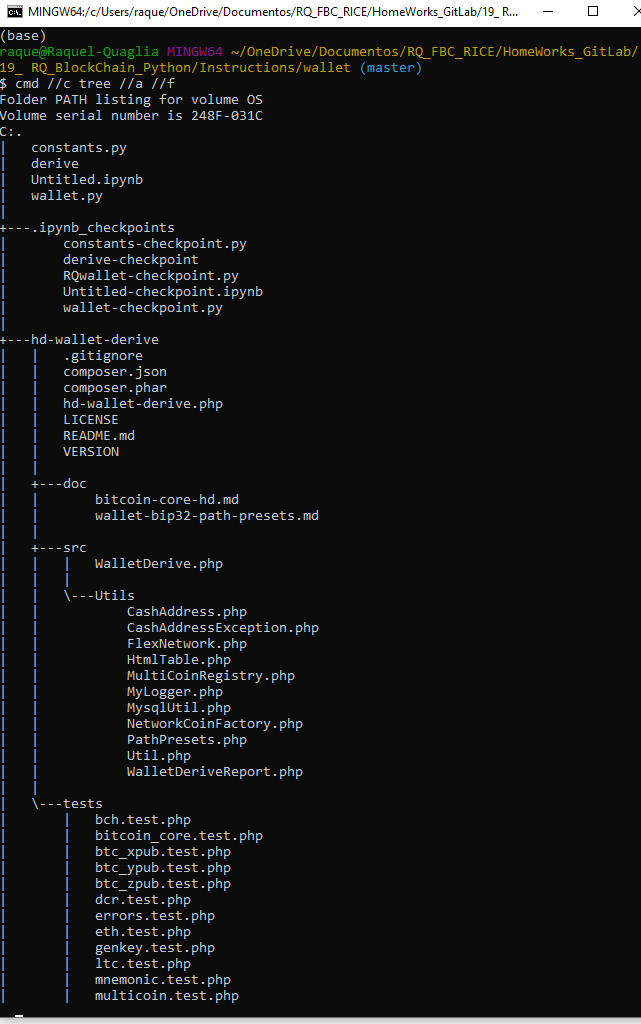 MINGW64:/c/Users/raque/OneDrive/Documentos/RQ_FBC_RICE/HomeWorks_GitLab/19_ R...
(base)
raque@Raquel-Quaglia MINGW64 ~/OneDrive/Documentos/RQ_FBC_RICE/HomeWorks_GitLab/
19_ RQ_BlockChain_Python/Instructions/wallet (master)
$ cmd //c tree //a //f
Folder PATH listing for volume OS
Volume serial number is 248F-031C
C:.
|   constants.py
|   derive
|   Untitled.ipynb
|   wallet.py
|
+---.ipynb_checkpoints
|       constants-checkpoint.py
|       derive-checkpoint
|       RQwallet-checkpoint.py
|       Untitled-checkpoint.ipynb
|       wallet-checkpoint.py
|
+---hd-wallet-derive
|   |   .gitignore
|   |   composer.json
|   |   composer.phar
|   |   hd-wallet-derive.php
|   |   LICENSE
|   |   README.md
|   |   VERSION
|   |
|   +---doc
|   |       bitcoin-core-hd.md
|   |       wallet-bip32-path-presets.md
|   |
|   +---src
|   |   |   WalletDerive.php
|   |   |
|   |   \---Utils
|   |           CashAddress.php
|   |           CashAddressException.php
|   |           FlexNetwork.php
|   |           HtmlTable.php
|   |           MultiCoinRegistry.php
|   |           MyLogger.php
|   |           MysqlUtil.php
|   |           NetworkCoinFactory.php
|   |           PathPresets.php
|   |           Util.php
|   |           WalletDeriveReport.php
|   |
|   \---tests
|       |   bch.test.php
|       |   bitcoin_core.test.php
|       |   btc_xpub.test.php
|       |   btc_ypub.test.php
|       |   btc_zpub.test.php
|       |   dcr.test.php
|       |   errors.test.php
|       |   eth.test.php
|       |   genkey.test.php
|       |   ltc.test.php
|       |   mnemonic.test.php
|       |   multicoin.test.php